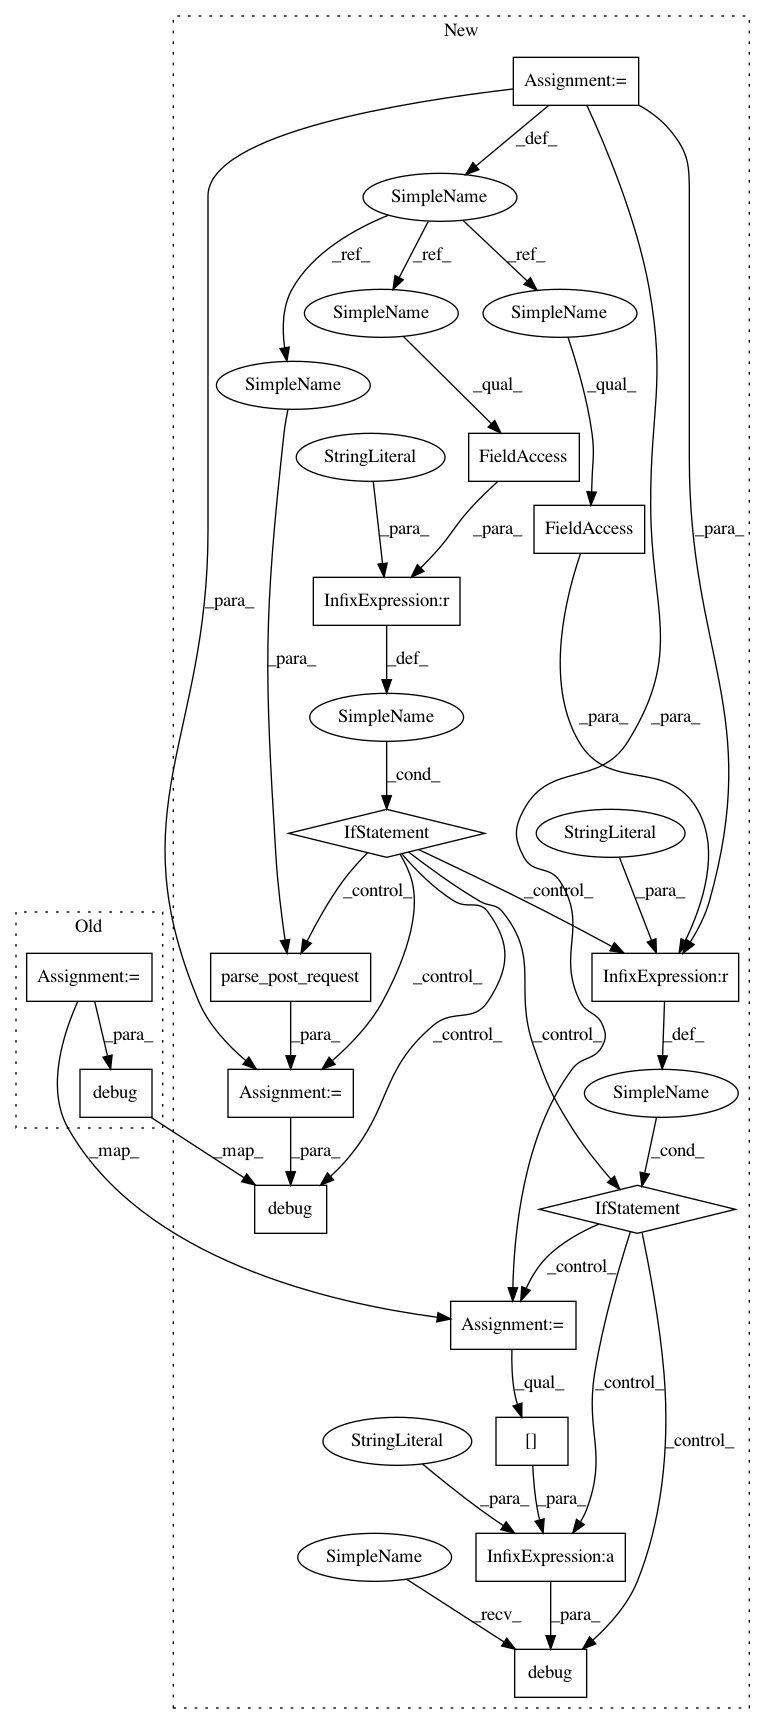 New
Assignment:=
_def_
SimpleName
_ref_
_ref_
_ref_
SimpleName
SimpleName
SimpleName
_qual_
_qual_
StringLiteral
FieldAccess
FieldAccess
_para_
_para_
_para_
_para_
InfixExpression:r
_para_
_def_
SimpleName
_para_
_para_
_cond_
IfStatement
StringLiteral
_control_
_control_
_para_
Old
Assignment:=
parse_post_request
InfixExpression:r
_control_
_para_
_para_
_control_
_control_
_def_
debug
Assignment:=
SimpleName
_map_
_map_
_para_
_cond_
debug
IfStatement
_control_
Assignment:=
_qual_
_control_
_control_
StringLiteral
[]
_para_
_para_
SimpleName
InfixExpression:a
_recv_
_para_
debug